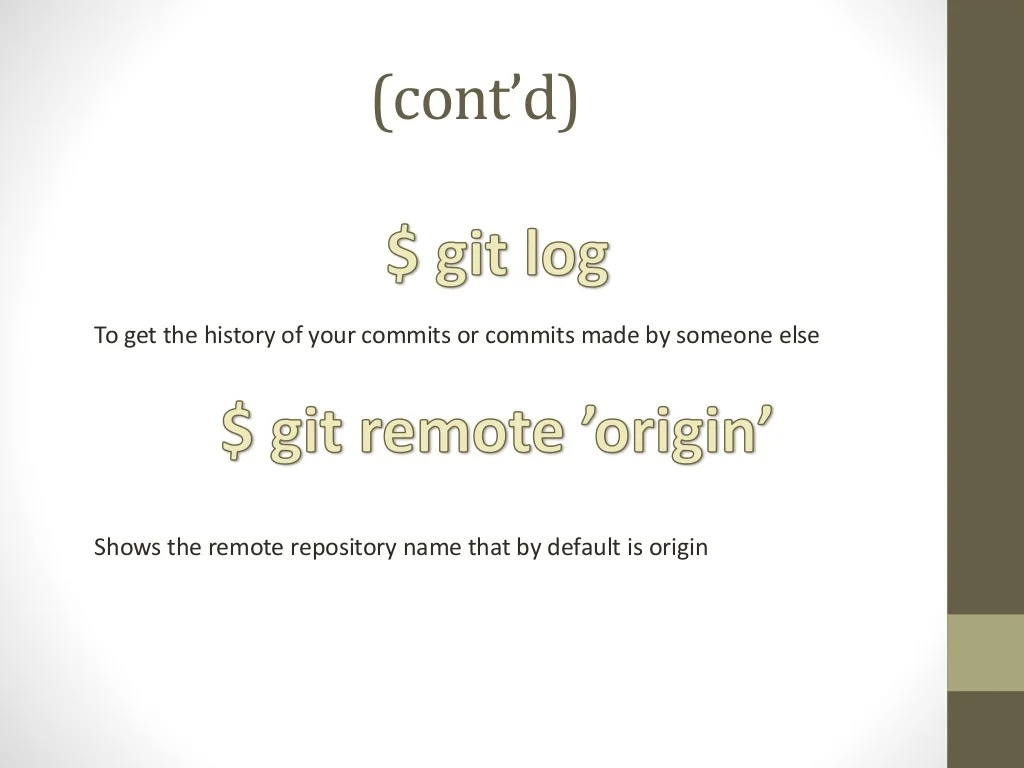 (cont’d)
$ git log
To get the history of your commits or commits made by someone else
$ git remote ’origin’
Shows the remote repository name that by default is origin